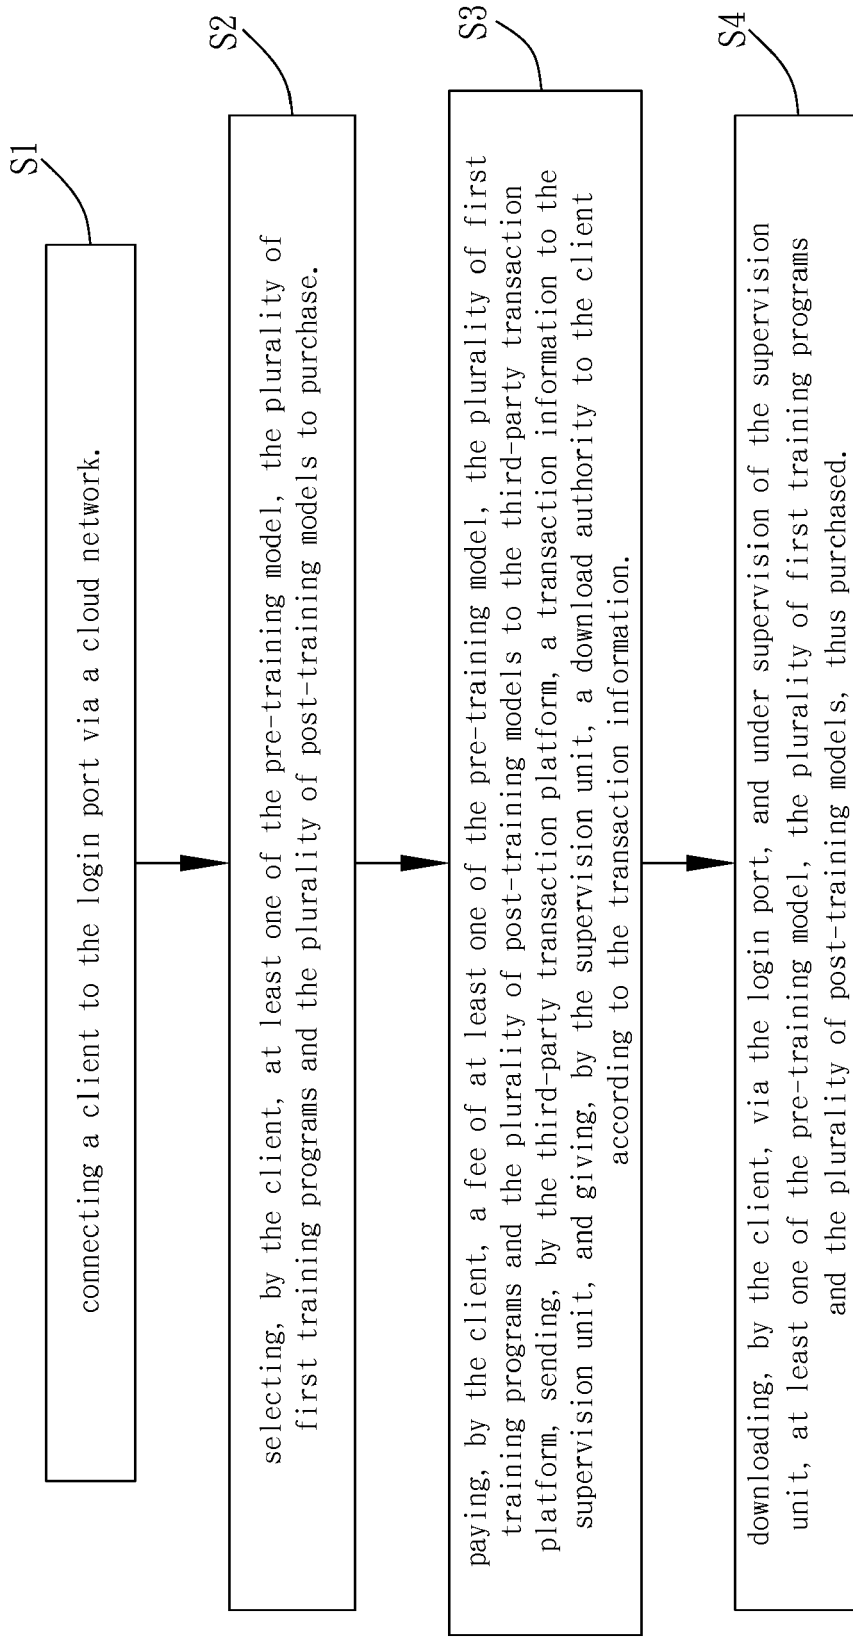 S1
connecting a client to the login port via a cloud network.
S2
selecting, by the client, at least one of the pre-training model, the plurality of
first training programs and the plurality of post-training models to purchase.
S3
paying, by the client, a fee of at least one of the pre-training model, the plurality of first
training programs and the plurality of post-training models to the third-party transaction
platform, sending, by the third-party transaction platform, a transaction information to the
supervision unit, and giving, by the supervision unit, a download authority to the client
according to the transaction information.
S4
downloading, by the client, via the login port, and under supervision of the supervision
unit, at least one of the pre-training model, the plurality of first training programs
and the plurality of post-training models, thus purchased.